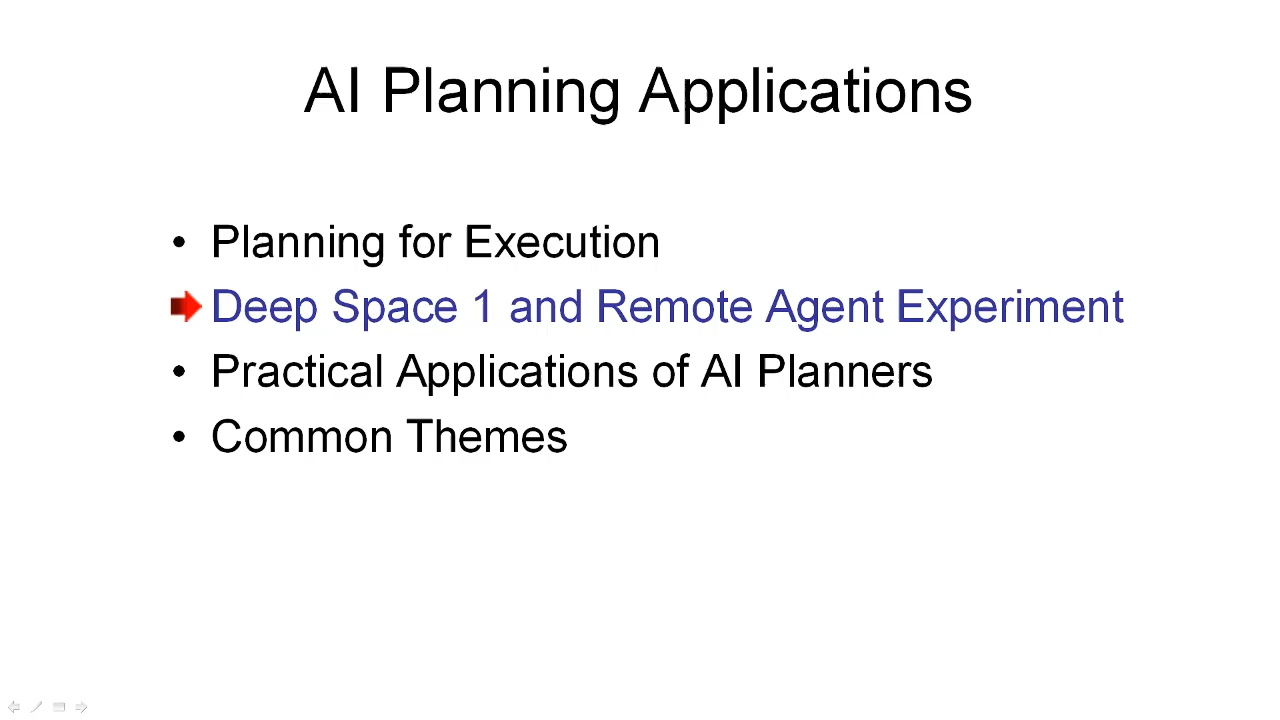 AI Planning Applications
• Planning for Execution
Deep Space 1 and Remote Agent Experiment
• Practical Applications of AI Planners
• Common Themes